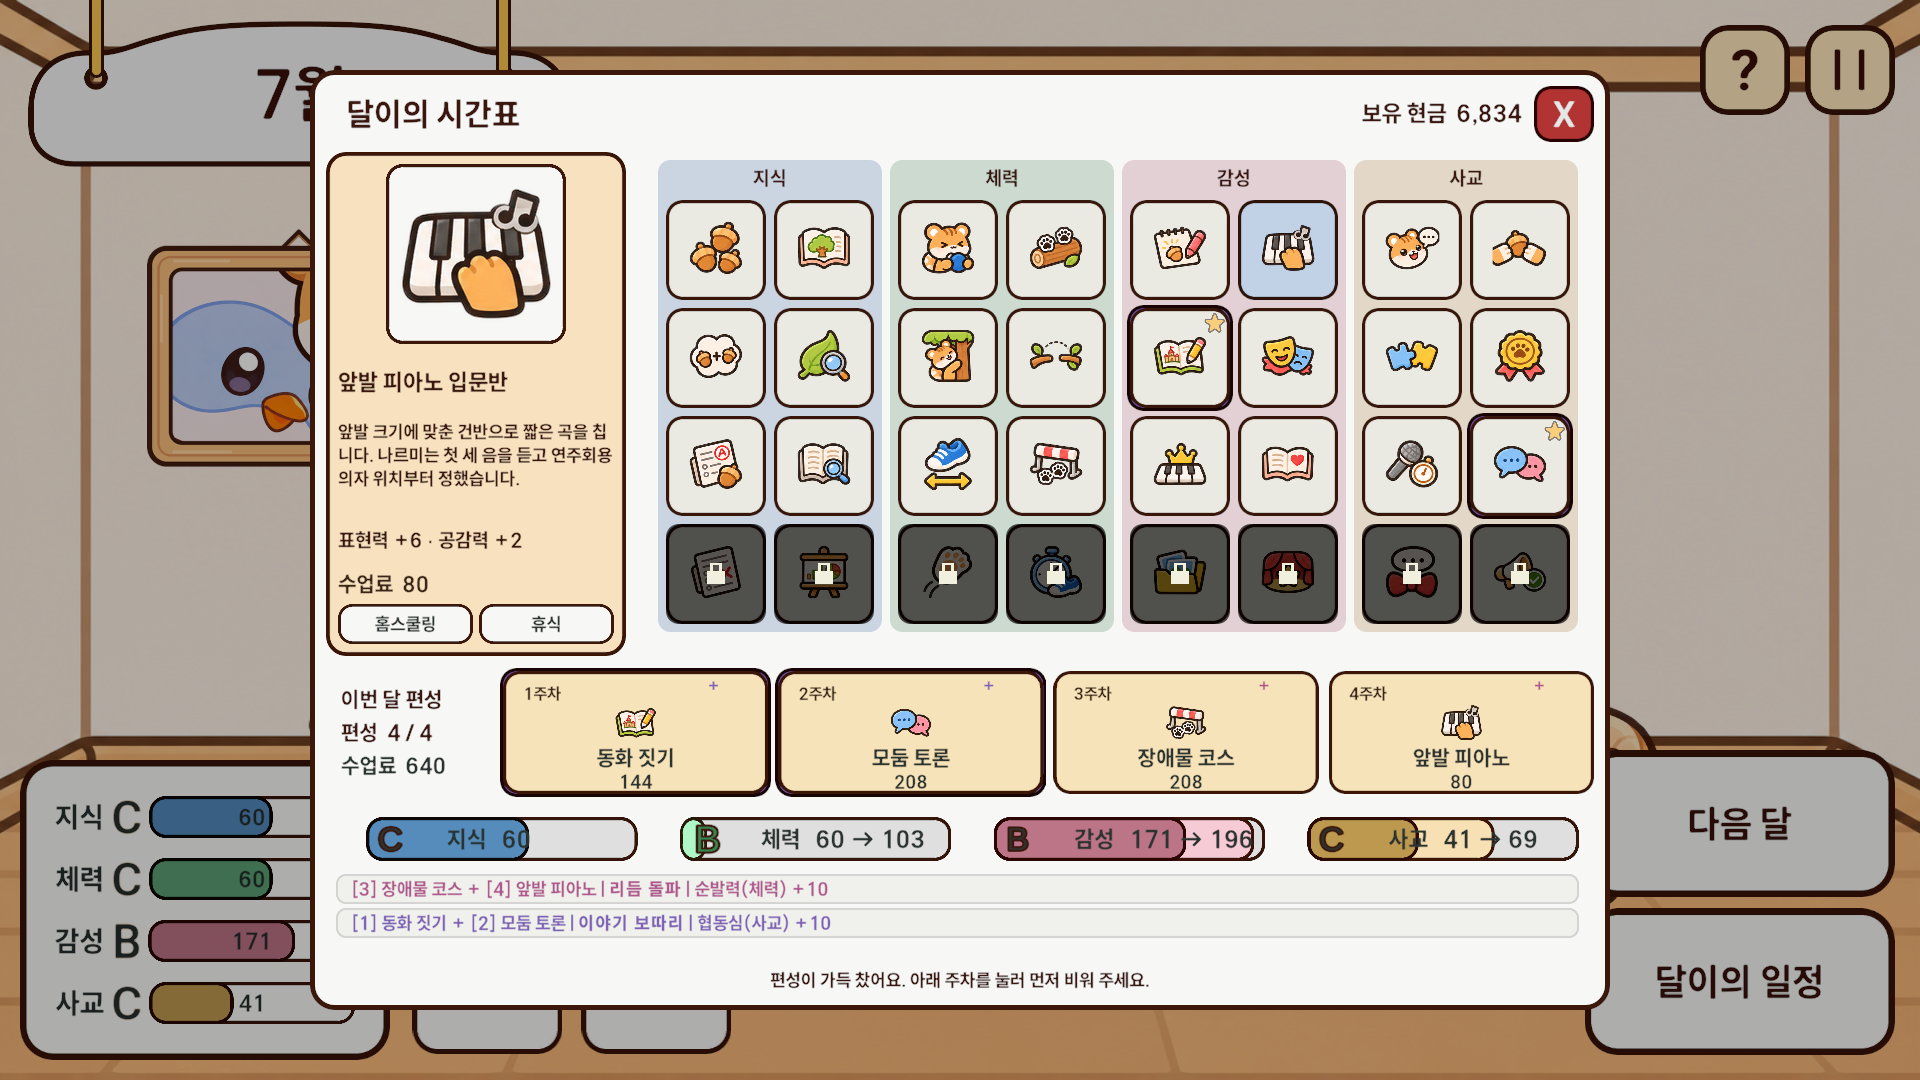 달이의 시간표
보유 현금 6,834
X
?
앞발 피아노 입문반
앞발 크기에 맞춘 건반으로 짧은 곡을 칩
니다. 나르미는 첫 세 음을 듣고 연주회용
의자 위치부터 정했습니다.
표현력 +6 · 공감력 +2
수업료 80
홈스쿨링
휴식
지식
체력
감성
사교
이번 달 편성
편성 4 / 4
수업료 640
1주차
+
동화 짓기
144
2주차
+
모둠 토론
208
3주차
+
장애물 코스
208
4주차
+
앞발 피아노
80
C 지식 60
B 체력 60 → 103
B 감성 171 → 196
C 사교 41 → 69
[3] 장애물 코스 + [4] 앞발 피아노 | 리듬 돌파 | 순발력(체력) +10
[1] 동화 짓기 + [2] 모둠 토론 | 이야기 보따리 | 협동심(사교) +10
편성이 가득 찼어요. 아래 주차를 눌러 먼저 비워 주세요.
지식 C 60
체력 C 60
감성 B 171
사교 C 41
다음 달
달이의 일정